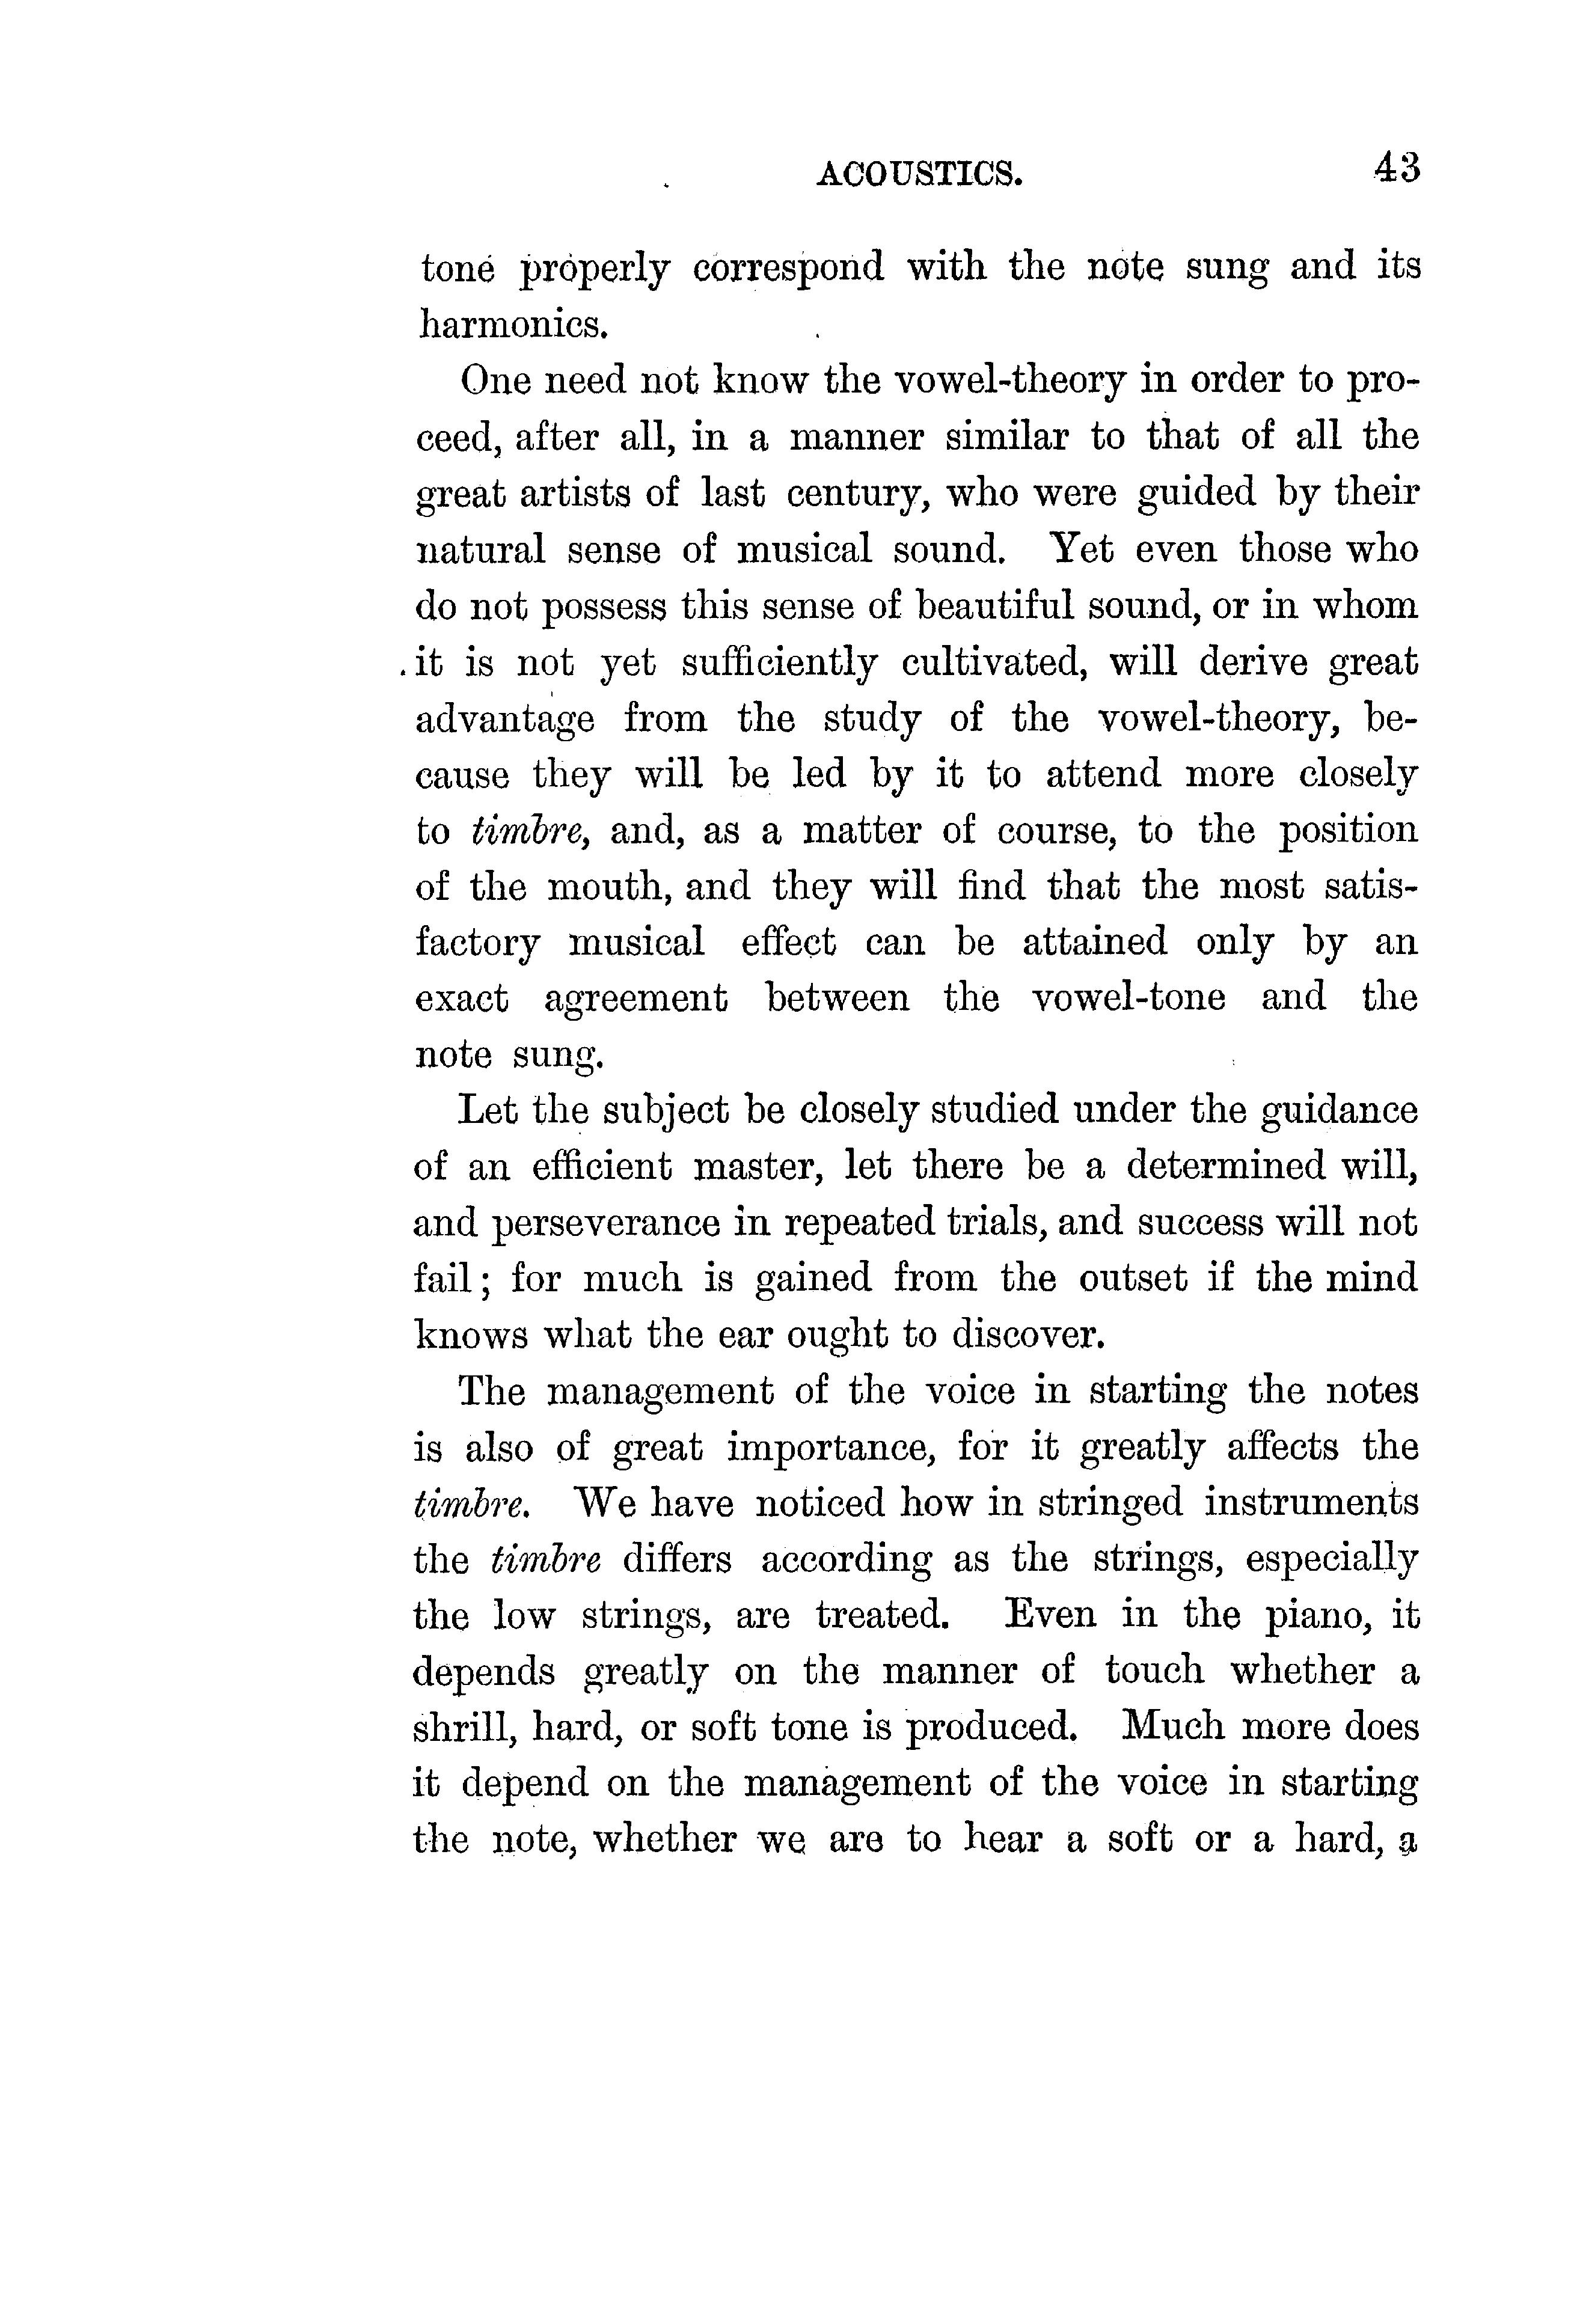 ACOUSTICS. 43
tone properly correspond with the note sung and its
harmonics.
One need not know the vowel-theory in order to pro-
ceed, after all, in a manner similar to that of all the
great artists of last century, who were guided by their
natural sense of musical sound. Yet even those who
do not possess this sense of beautiful sound, or in whom
it is not yet sufficiently cultivated, will derive great
advantage from the study of the vowel-theory, be-
cause they will be led by it to attend more closely
to timbre, and, as a matter of course, to the position
of the mouth, and they will find that the most satis-
factory musical effect can be attained only by an
exact agreement between the vowel-tone and the
note sung.
Let the subject be closely studied under the guidance
of an efficient master, let there be a determined will,
and perseverance in repeated trials, and success will not
fail; for much is gained from the outset if the mind
knows what the ear ought to discover.
The management of the voice in starting the notes
is also of great importance, for it greatly affects the
timbre. We have noticed how in stringed instruments
the timbre differs according as the strings, especially
the low strings, are treated. Even in the piano, it
depends greatly on the manner of touch whether a
shrill, hard, or soft tone is produced. Much more does
it depend on the management of the voice in starting
the note, whether we are to hear a soft or a hard, a